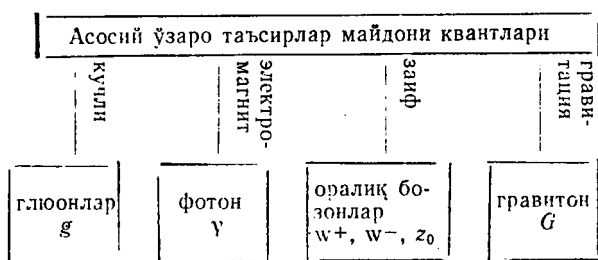 Асосий ўзаро таъсирлар майдони квантлари
кучли
электро-
магнит
заиф
грави-
тация
глюонлар
g
фотон
γ
оралиқ бо-
зонлар
w+, w−, z₀
гравитон
G